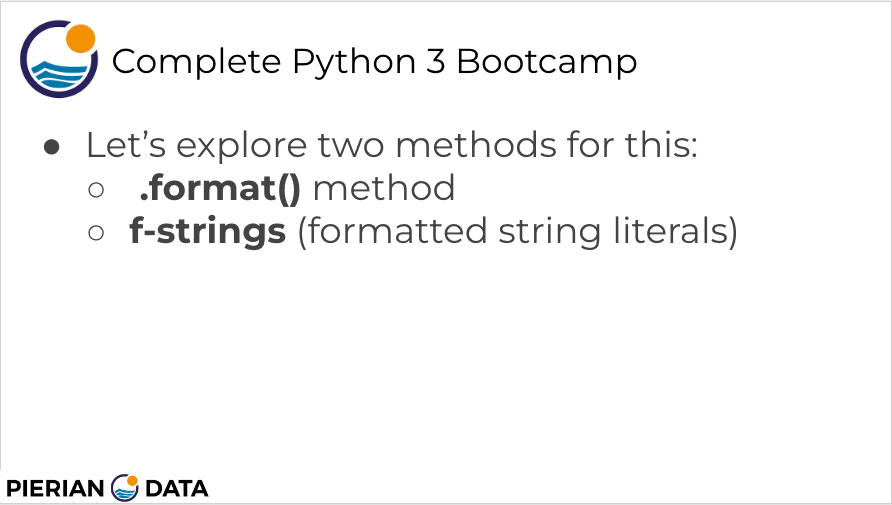 Complete Python 3 Bootcamp
● Let’s explore two methods for this:
○ .format() method
○ f-strings (formatted string literals)
PIERIAN DATA